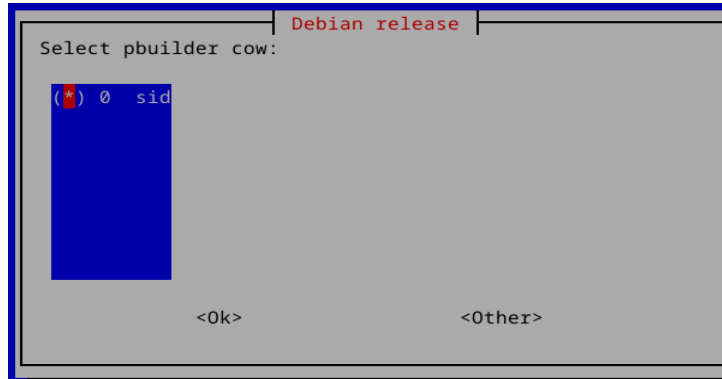 Debian release
Select pbuilder cow:
(*) 0  sid
<Ok> <Other>